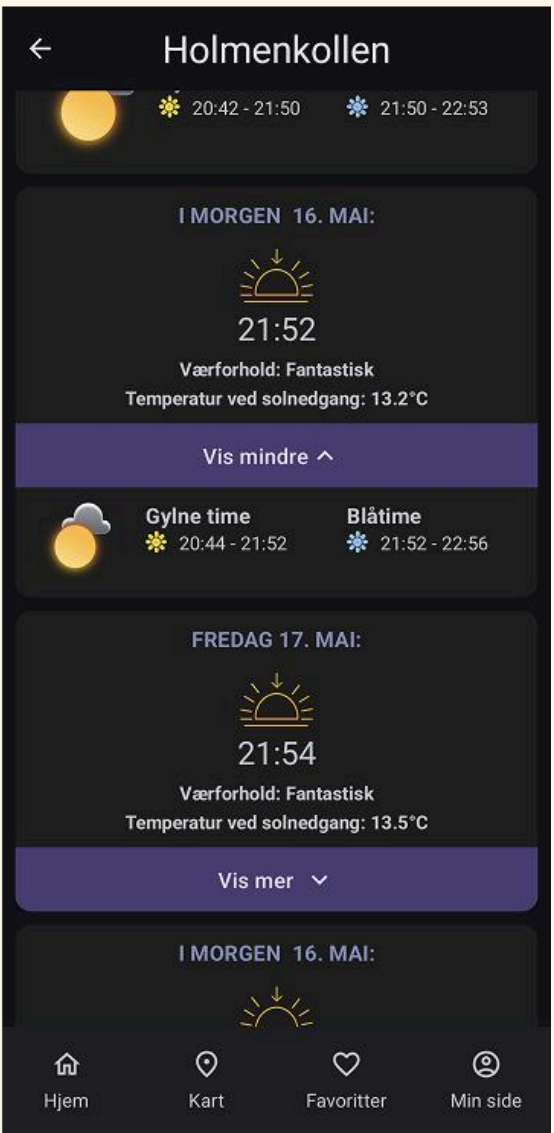 Holmenkollen
20:42 - 21:50 21:50 - 22:53
I MORGEN 16. MAI:
21:52
Værforhold: Fantastisk
Temperatur ved solnedgang: 13.2°C
Vis mindre
Gylne time Blåtime
20:44 - 21:52 21:52 - 22:56
FREDAG 17. MAI:
21:54
Værforhold: Fantastisk
Temperatur ved solnedgang: 13.5°C
Vis mer
I MORGEN 16. MAI:
Hjem Kart Favoritter Min side